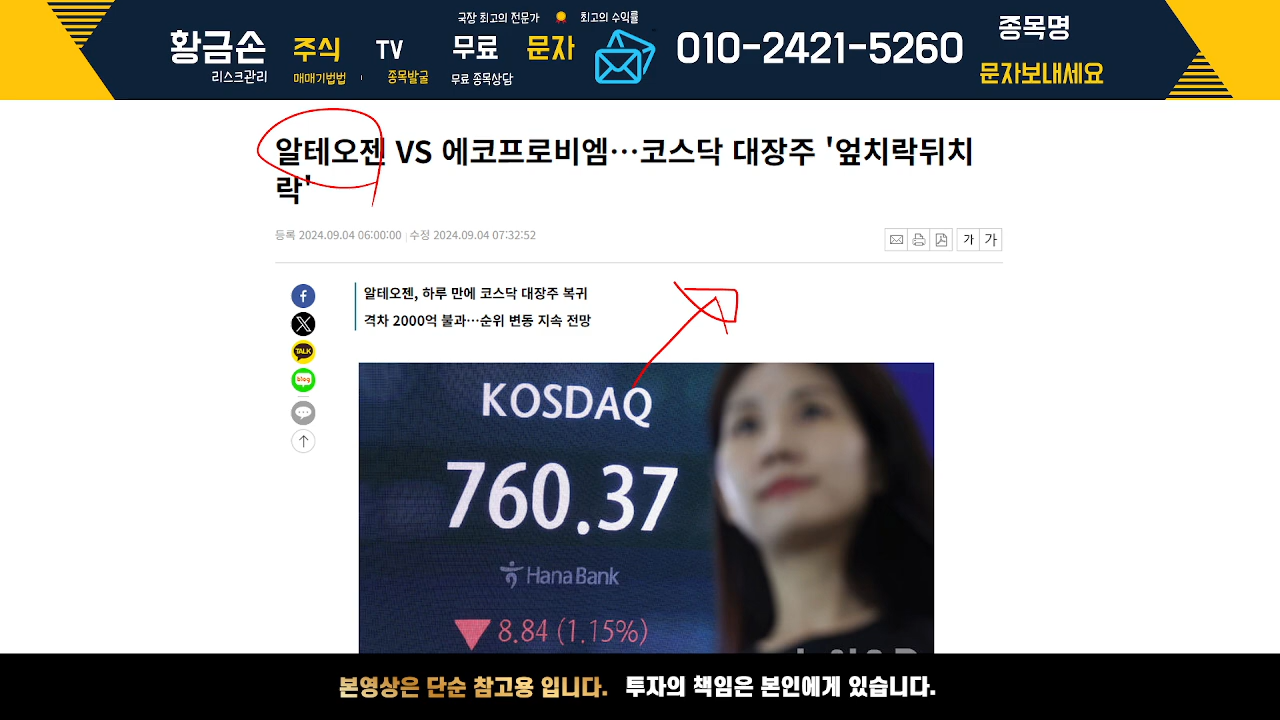 국장 최고의 전문가 최고의 수익률
황금손 주식 TV 무료 문자 010-2421-5260 종목명
리스크관리 매매기법법 종목발굴 무료 종목상담 문자보내세요
알테오젠 VS 에코프로비엠…코스닥 대장주 '엎치락뒤치
락'
등록 2024.09.04 06:00:00 수정 2024.09.04 07:32:52
가 가
알테오젠, 하루 만에 코스닥 대장주 복귀
격차 2000억 불과…순위 변동 지속 전망
TALK
blog
KOSDAQ
760.37
Hana Bank
▼ 8.84 (1.15%)
본영상은 단순 참고용 입니다. 투자의 책임은 본인에게 있습니다.